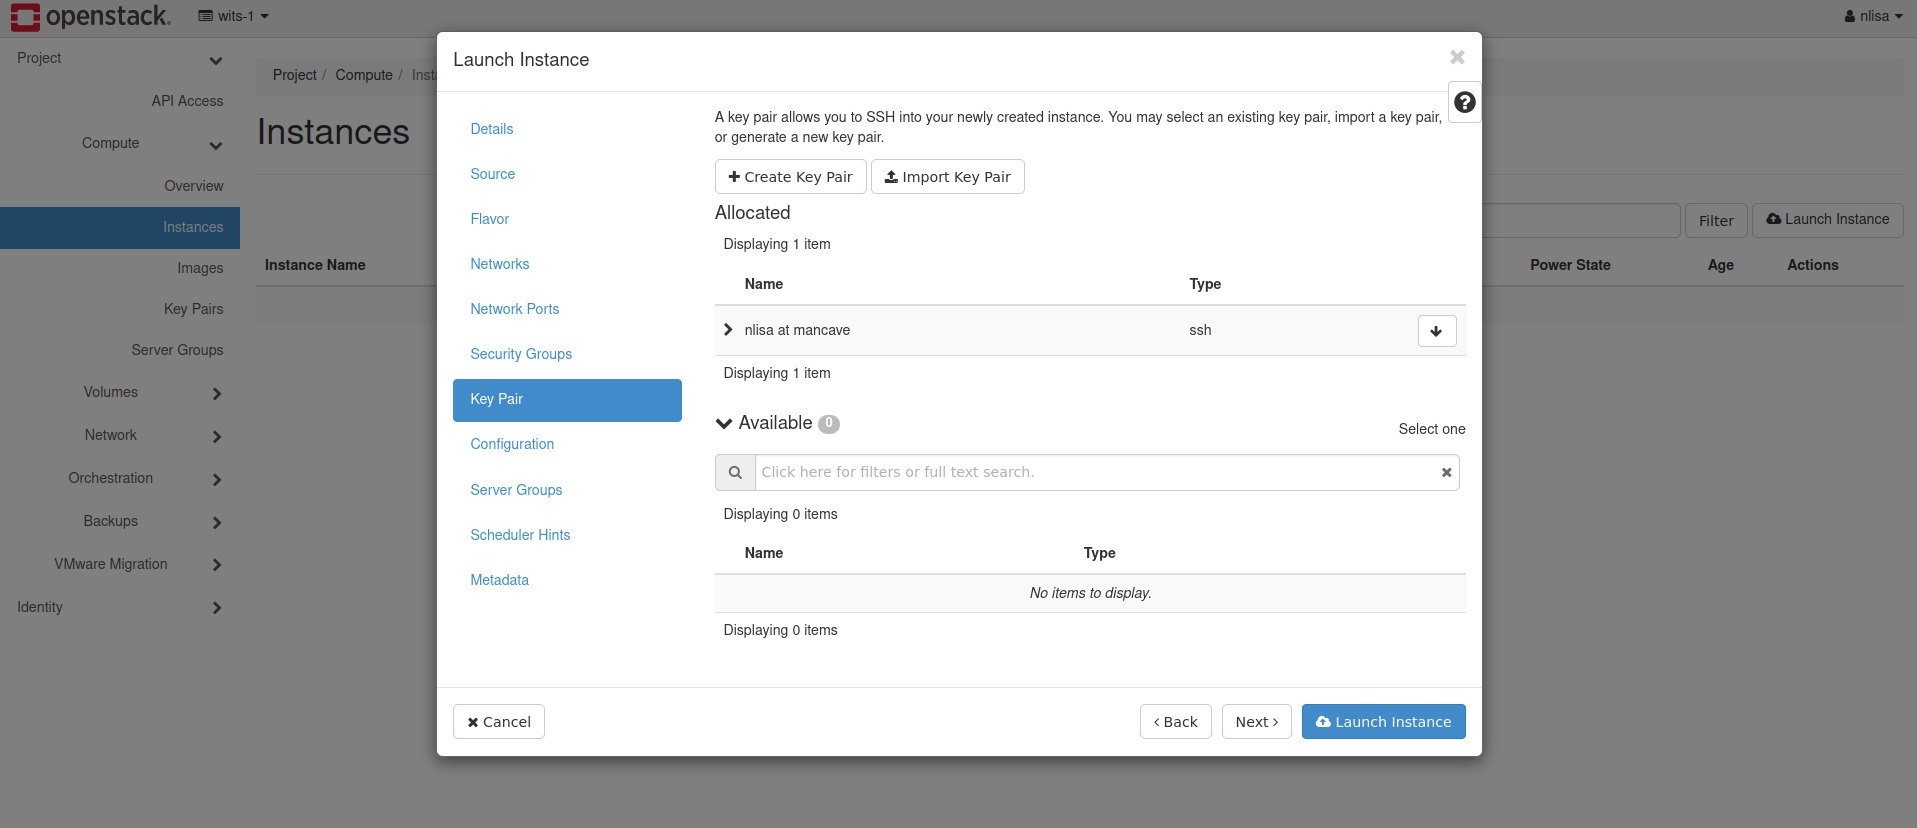 openstack.
wits-1
nlisa
Project
API Access
Compute
Overview
Instances
Images
Key Pairs
Server Groups
Volumes
Network
Orchestration
Backups
VMware Migration
Identity
Project / Compute / Insta
Instances
Filter
Launch Instance
Instance Name
Power State
Age
Actions
Launch Instance
Details
Source
Flavor
Networks
Network Ports
Security Groups
Key Pair
Configuration
Server Groups
Scheduler Hints
Metadata
A key pair allows you to SSH into your newly created instance. You may select an existing key pair, import a key pair,
or generate a new key pair.
Create Key Pair
Import Key Pair
Allocated
Displaying 1 item
Name Type
nlisa at mancave ssh
Displaying 1 item
Available 0
Select one
Click here for filters or full text search.
Displaying 0 items
Name Type
No items to display.
Displaying 0 items
Cancel
‹ Back
Next ›
Launch Instance